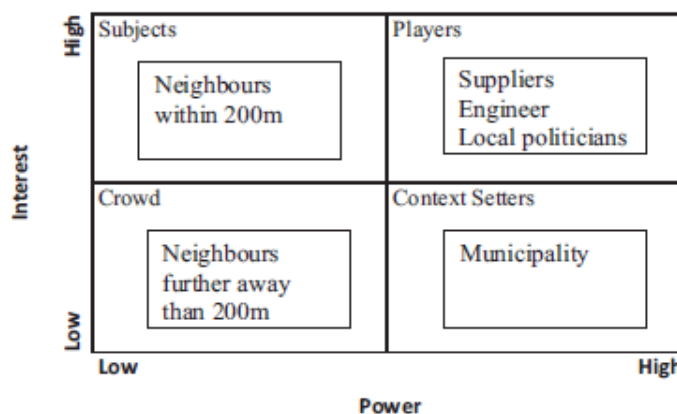 High
Subjects
Players
Neighbours
within 200m
Suppliers
Engineer
Local politicians
Interest
Crowd
Context Setters
Neighbours
further away
than 200m
Municipality
Low
Low
High
Power